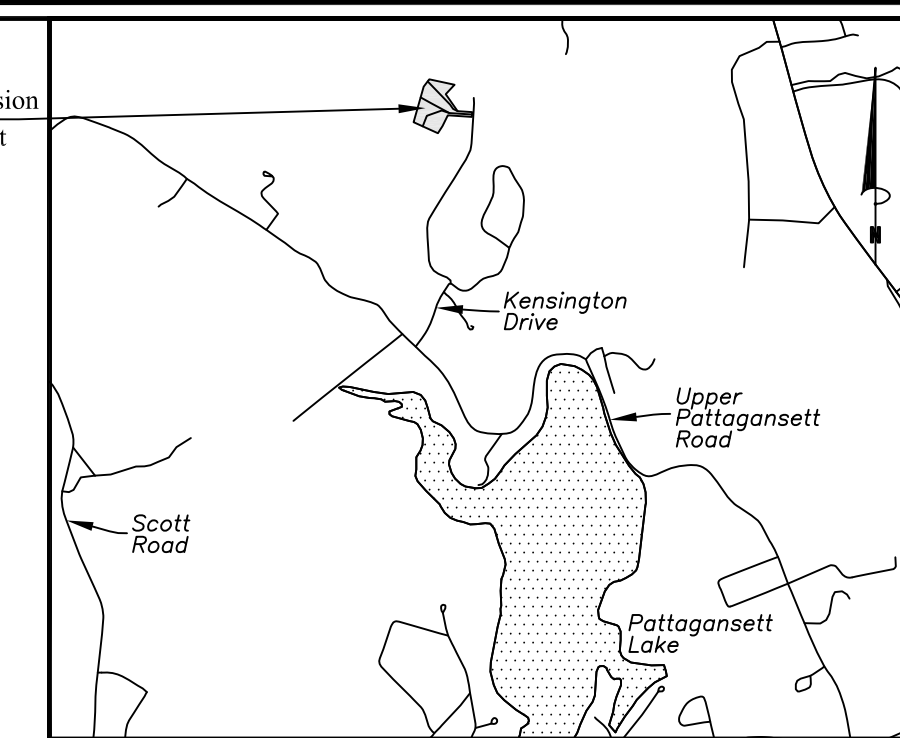 t
Kensington
Drive
Upper
Pattagansett
Road
Scott
Road
Pattagansett
Lake
N